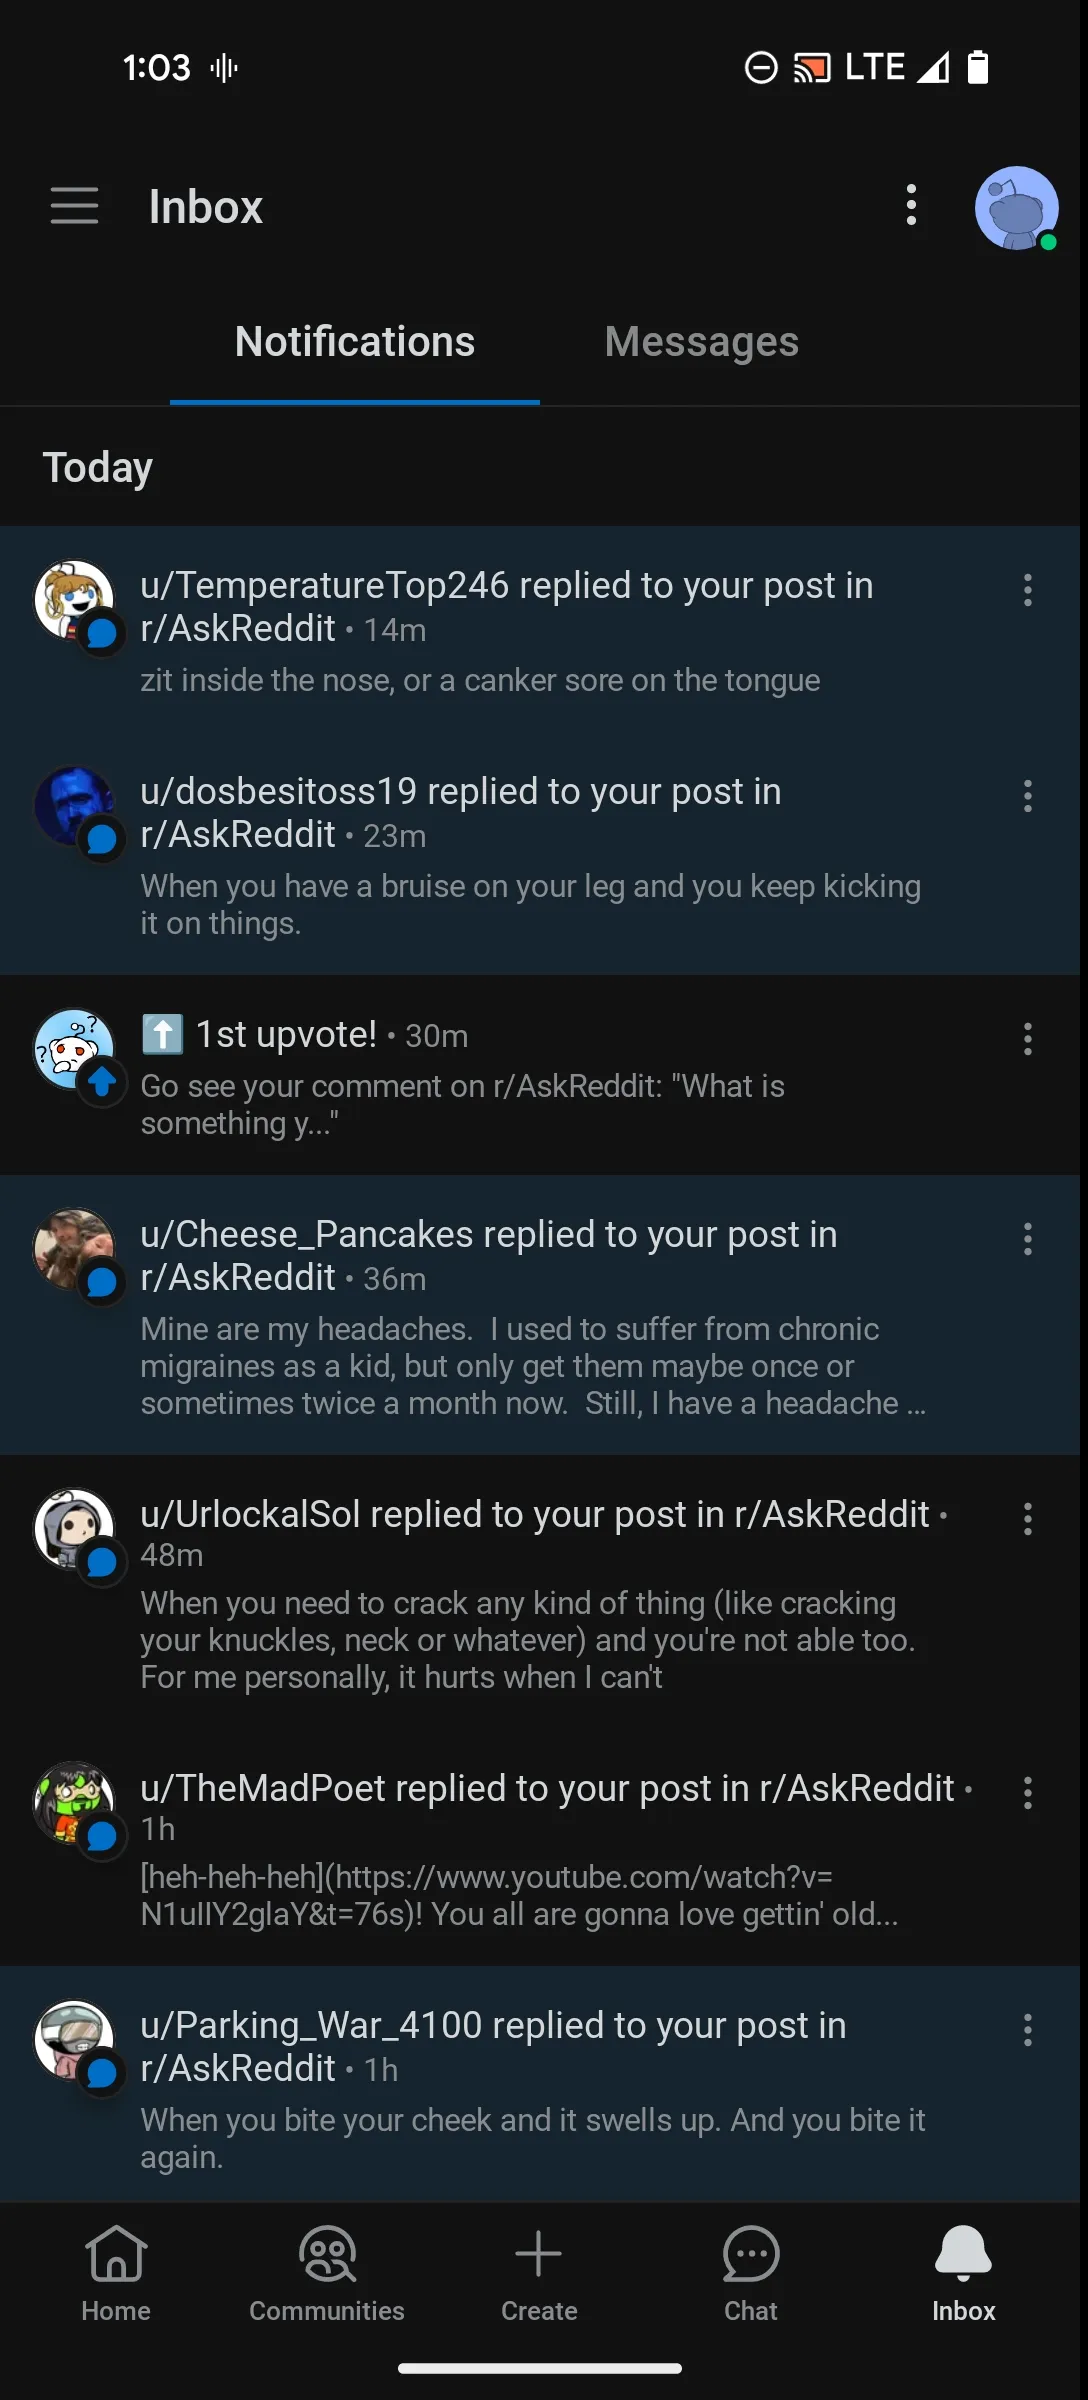 1:03
LTE
Inbox
Notifications
Messages
Today
u/TemperatureTop246 replied to your post in
r/AskReddit • 14m
zit inside the nose, or a canker sore on the tongue
u/dosbesitoss19 replied to your post in
r/AskReddit • 23m
When you have a bruise on your leg and you keep kicking
it on things.
⬆️ 1st upvote! • 30m
Go see your comment on r/AskReddit: "What is
something y..."
u/Cheese_Pancakes replied to your post in
r/AskReddit • 36m
Mine are my headaches.  I used to suffer from chronic
migraines as a kid, but only get them maybe once or
sometimes twice a month now.  Still, I have a headache ...
u/UrlockalSol replied to your post in r/AskReddit •
48m
When you need to crack any kind of thing (like cracking
your knuckles, neck or whatever) and you're not able too.
For me personally, it hurts when I can't
u/TheMadPoet replied to your post in r/AskReddit •
1h
[heh-heh-heh](https://www.youtube.com/watch?v=
N1uIIY2glaY&t=76s)! You all are gonna love gettin' old...
u/Parking_War_4100 replied to your post in
r/AskReddit • 1h
When you bite your cheek and it swells up. And you bite it
again.
Home
Communities
Create
Chat
Inbox